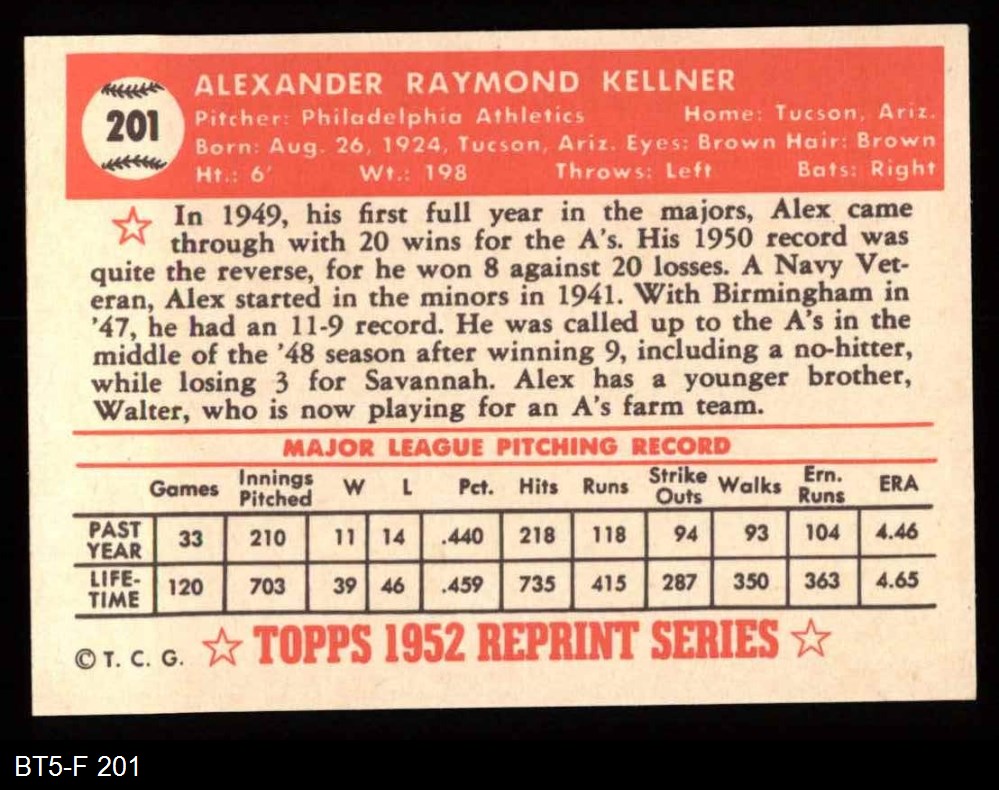 201
ALEXANDER RAYMOND KELLNER
Pitcher: Philadelphia Athletics Home: Tucson, Ariz.
Born: Aug. 26, 1924, Tucson, Ariz. Eyes: Brown Hair: Brown
Ht.: 6' Wt.: 198 Throws: Left Bats: Right
In 1949, his first full year in the majors, Alex came
through with 20 wins for the A's. His 1950 record was
quite the reverse, for he won 8 against 20 losses. A Navy Vet-
eran, Alex started in the minors in 1941. With Birmingham in
'47, he had an 11-9 record. He was called up to the A's in the
middle of the '48 season after winning 9, including a no-hitter,
while losing 3 for Savannah. Alex has a younger brother,
Walter, who is now playing for an A's farm team.
MAJOR LEAGUE PITCHING RECORD
Games Innings Pitched W L Pct. Hits Runs Strike Outs Walks Ern. Runs ERA
PAST YEAR 33 210 11 14 .440 218 118 94 93 104 4.46
LIFE-TIME 120 703 39 46 .459 735 415 287 350 363 4.65
© T. C. G. TOPPS 1952 REPRINT SERIES
BT5-F 201